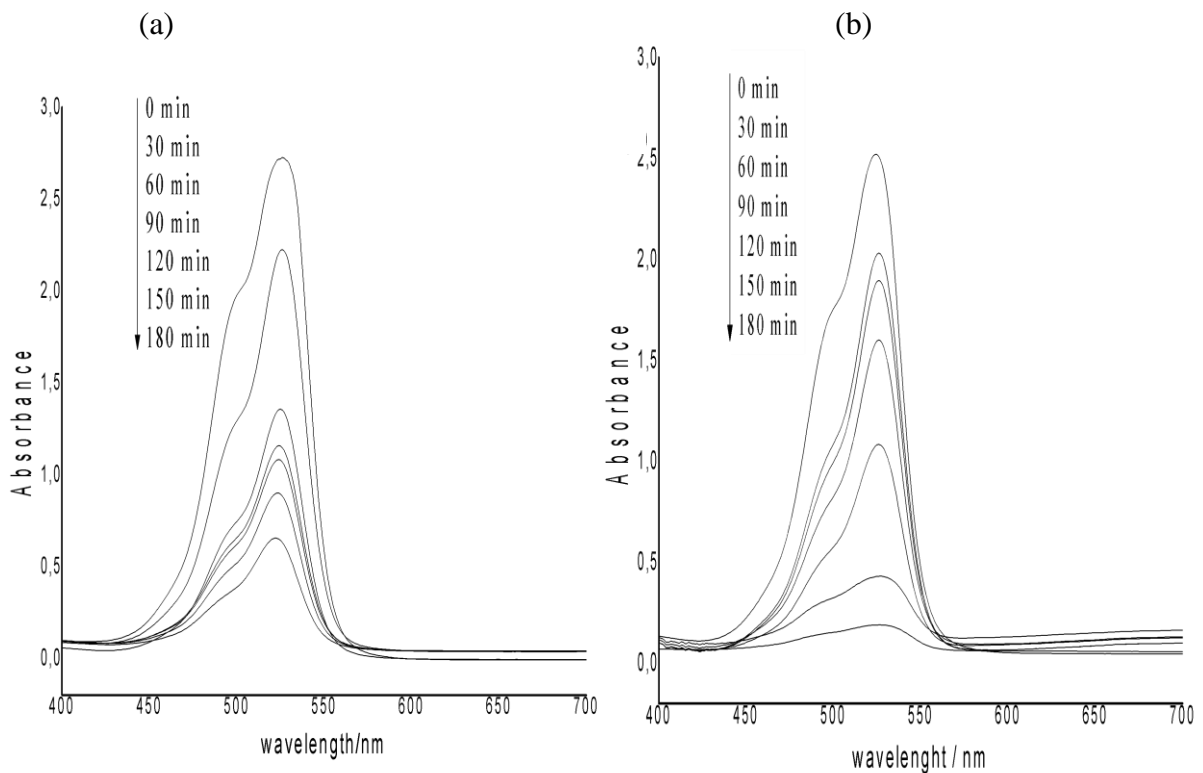 (a)
3,0
2,5
2,0
1,5
1,0
0,5
0,0
Absorbance
0 min
30 min
60 min
90 min
120 min
150 min
180 min
400 450 500 550 600 650 700
wavelength/nm
(b)
3,0
2,5
2,0
1,5
1,0
0,5
0,0
Absorbance
0 min
30 min
60 min
90 min
120 min
150 min
180 min
400 450 500 550 600 650 700
wavelenght / nm